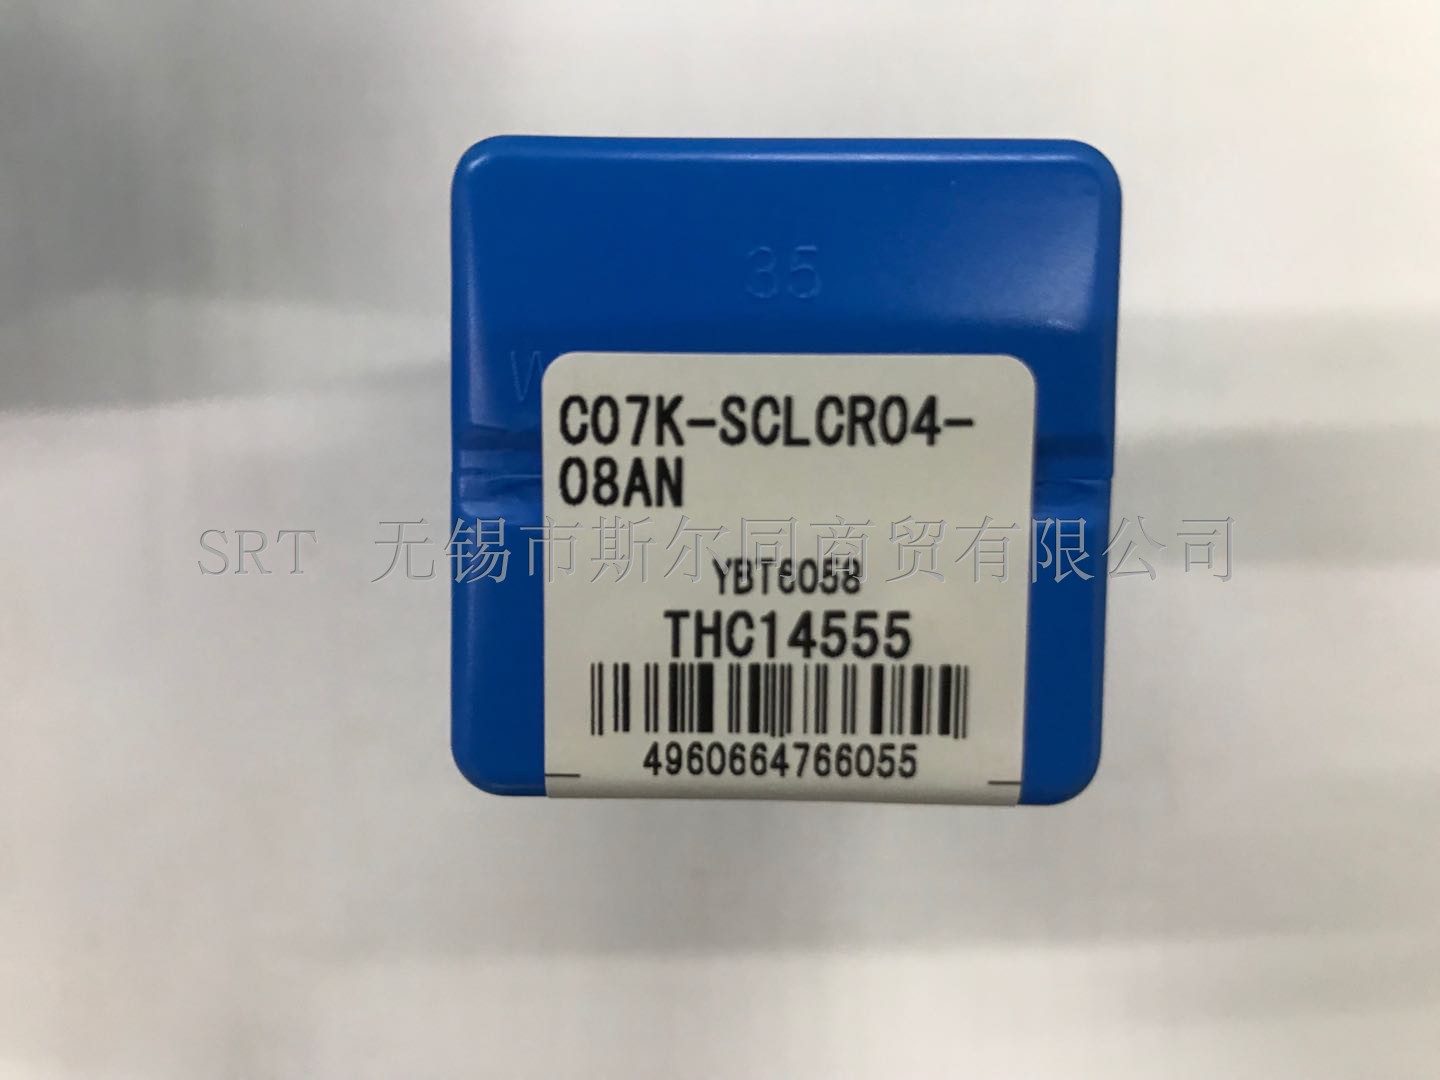 35
W
C07K-SCLCR04-
08AN
SRT 无锡市斯尔同商贸有限公司
YBT6058
THC14555
4960664766055